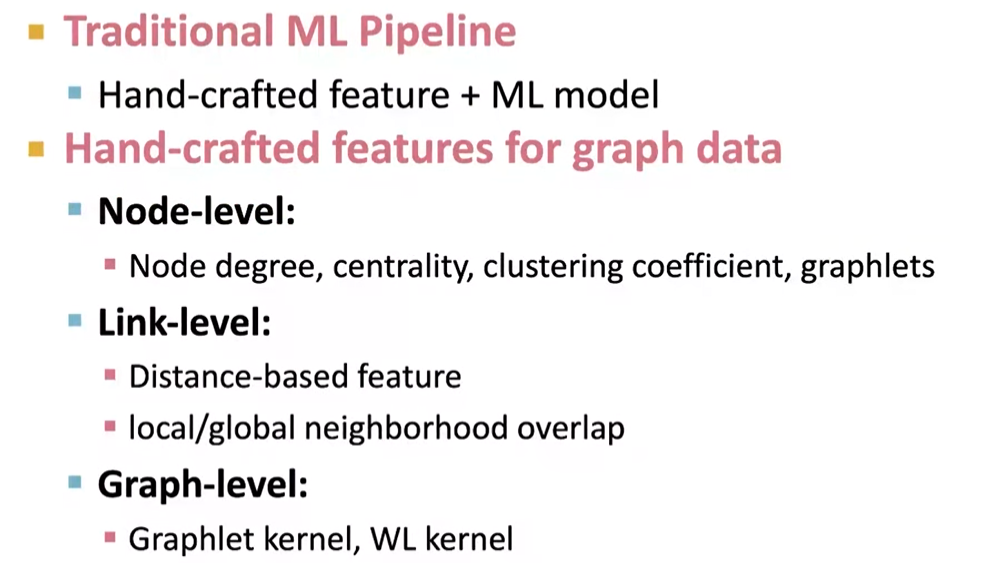 Traditional ML Pipeline
Hand-crafted feature + ML model
Hand-crafted features for graph data
Node-level:
Node degree, centrality, clustering coefficient, graphlets
Link-level:
Distance-based feature
local/global neighborhood overlap
Graph-level:
Graphlet kernel, WL kernel